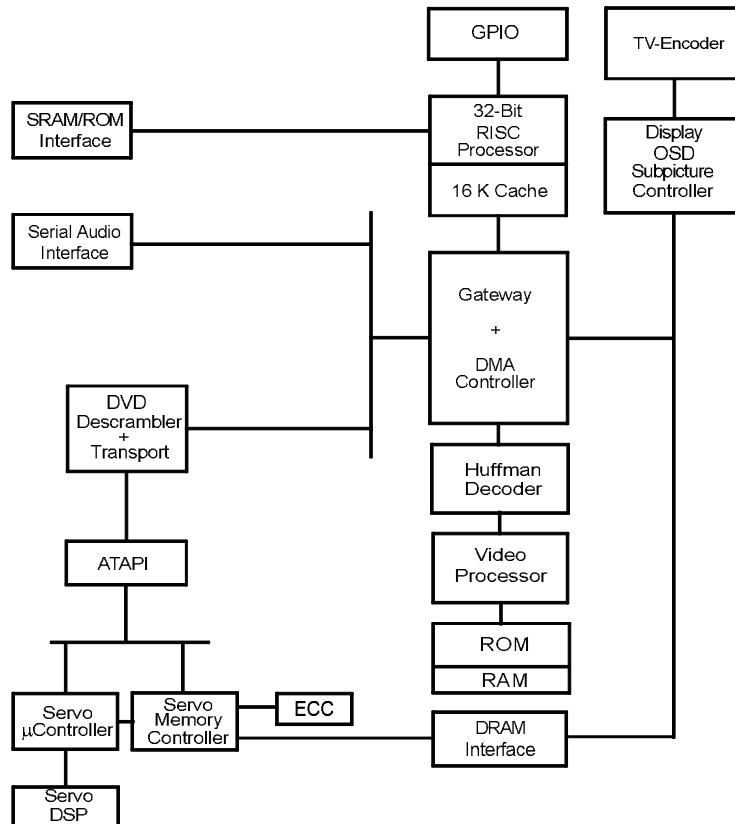 GPIO
TV-Encoder
SRAM/ROM
Interface
32-Bit
RISC
Processor
16 K Cache
Display
OSD
Subpicture
Controller
Serial Audio
Interface
Gateway
+
DMA
Controller
DVD
Descrambler
+
Transport
Huffman
Decoder
ATAPI
Video
Processor
ROM
RAM
Servo
µController
Servo
Memory
Controller
ECC
DRAM
Interface
Servo
DSP